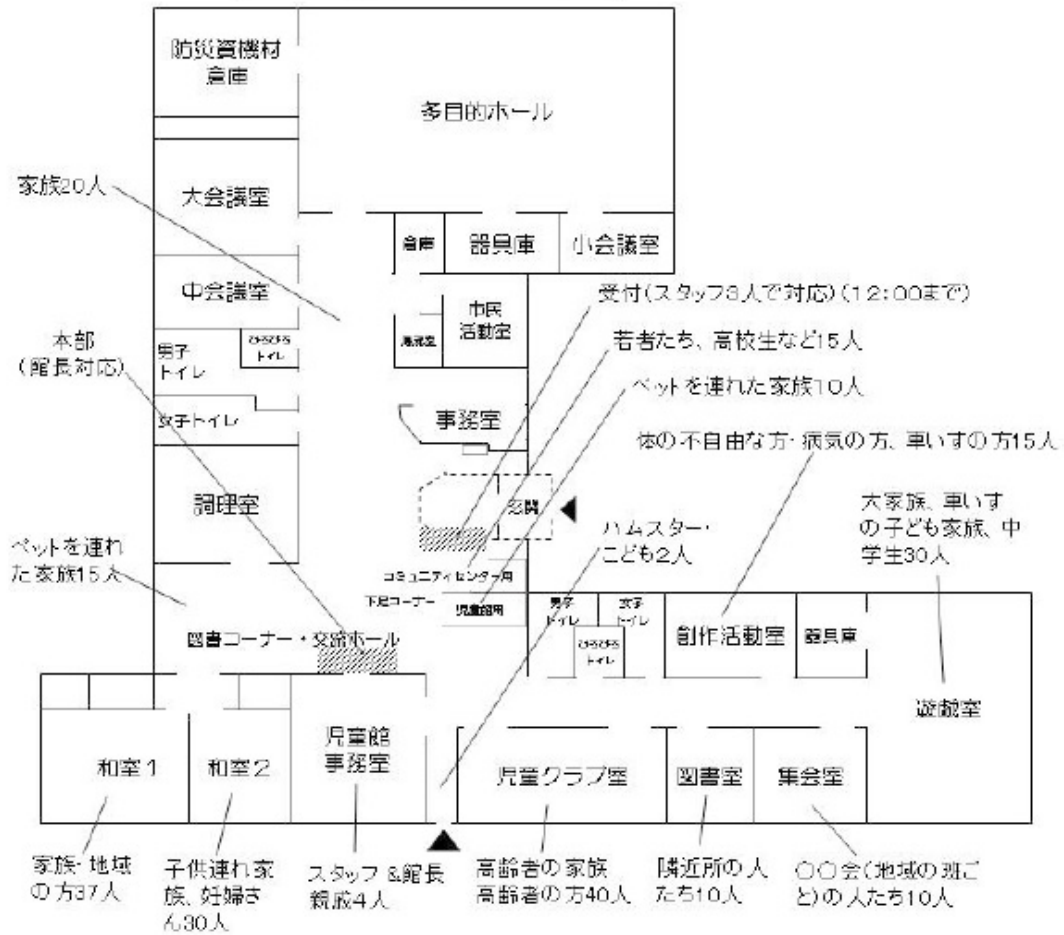 防災資機材
倉庫
多目的ホール
家族20人
大会議室
倉庫
器具庫
小会議室
中会議室
受付(スタッフ3人で対応)(12:00まで)
市民
活動室
本部
(館長対応)
男子
トイレ
トイレ
若者たち、高校生など15人
ペットを連れた家族10人
女子トイレ
事務室
体の不自由な方・病気の方、車いすの方15人
調理室
玄関
大家族、車いす
の子ども家族、中
学生30人
ハムスター・
こども2人
ペットを連れ
た家族15人
コミュニティセンター用
下足コーナー
児童館用
男子
トイレ
女子
トイレ
トイレ
創作活動室
器具庫
図書コーナー・交流ホール
遊戯室
和室1
和室2
児童館
事務室
児童クラブ室
図書室
集会室
家族・地域
の方37人
子供連れ家
族、妊婦さ
ん30人
スタッフ&館長
親戚4人
高齢者の家族
高齢者の方40人
隣近所の人
たち10人
〇〇会(地域の班ご
と)の人たち10人